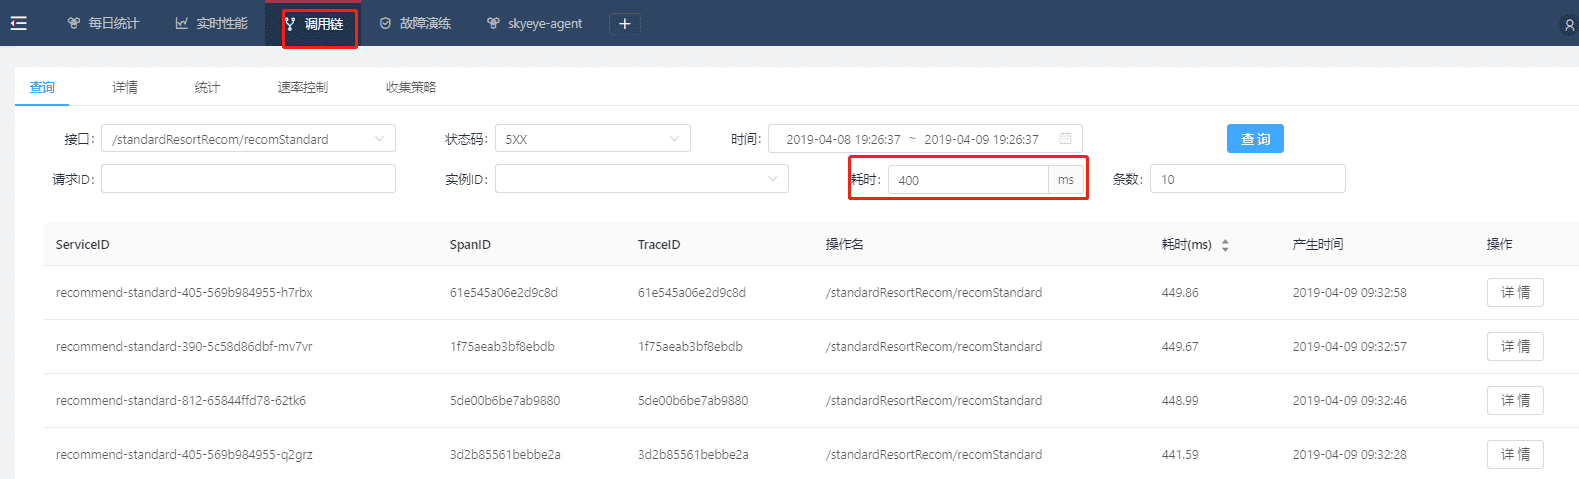 每日统计 实时性能 调用链 故障演练 skyeye-agent +
查询 详情 统计 速率控制 收集策略
接口: /standardResortRecom/recomStandard 状态码: 5XX 时间: 2019-04-08 19:26:37 ~ 2019-04-09 19:26:37 查 询
请求ID: 实例ID: 耗时: 400 ms 条数: 10
ServiceID SpanID TraceID 操作名 耗时(ms) 产生时间 操作
recommend-standard-405-569b984955-h7rbx 61e545a06e2d9c8d 61e545a06e2d9c8d /standardResortRecom/recomStandard 449.86 2019-04-09 09:32:58 详 情
recommend-standard-390-5c58d86dbf-mv7vr 1f75aeab3bf8ebdb 1f75aeab3bf8ebdb /standardResortRecom/recomStandard 449.67 2019-04-09 09:32:57 详 情
recommend-standard-812-65844ffd78-62tk6 5de00b6be7ab9880 5de00b6be7ab9880 /standardResortRecom/recomStandard 448.99 2019-04-09 09:32:46 详 情
recommend-standard-405-569b984955-q2grz 3d2b85561bebbe2a 3d2b85561bebbe2a /standardResortRecom/recomStandard 441.59 2019-04-09 09:32:28 详 情